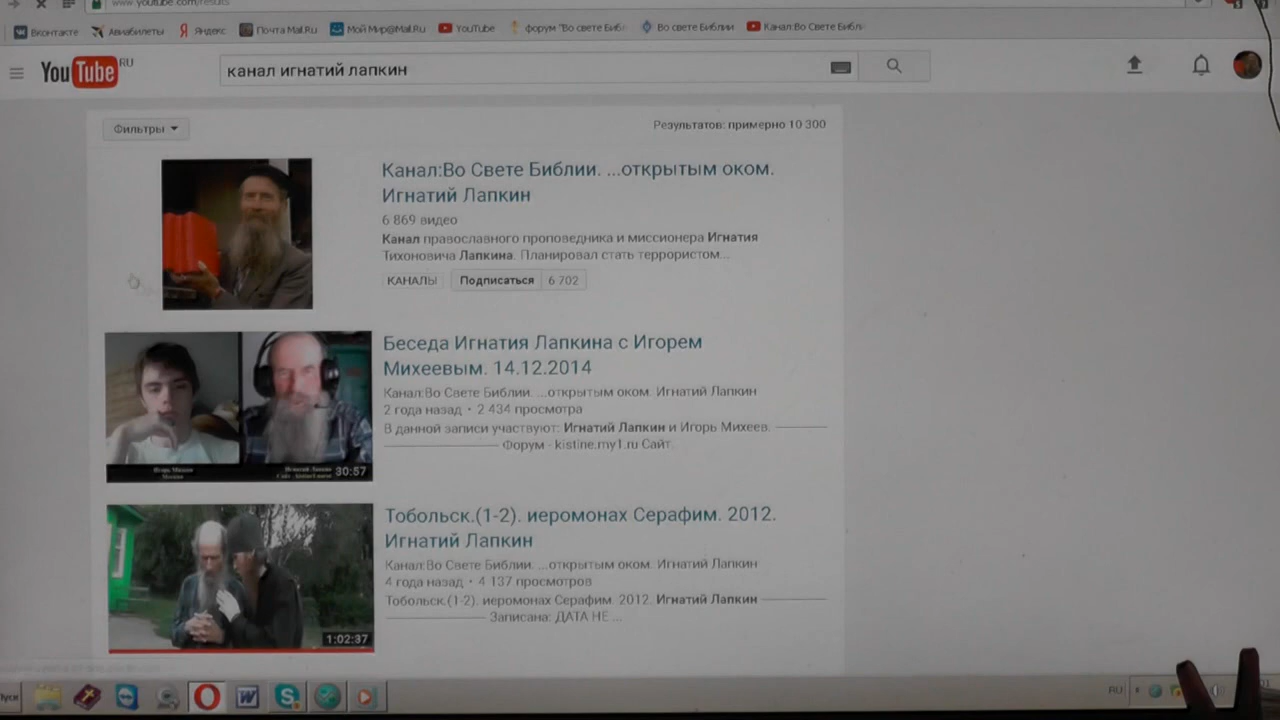 www.youtube.com/results
Вконтакте Авиабилеты Яндекс Почта Mail.Ru Мой Мир@Mail.Ru YouTube форум "Во свете Биб Во свете Библии Канал:Во Свете Библ
YouTube RU
канал игнатий лапкин
Фильтры
Результатов: примерно 10 300
Канал:Во Свете Библии. ...открытым оком.
Игнатий Лапкин
6 869 видео
Канал православного проповедника и миссионера Игнатия
Тихоновича Лапкина. Планировал стать террористом...
КАНАЛЫ Подписаться 6 702
Беседа Игнатия Лапкина с Игорем
Михеевым. 14.12.2014
Канал:Во Свете Библии. ...открытым оком. Игнатий Лапкин
2 года назад • 2 434 просмотра
В данной записи участвуют: Игнатий Лапкин и Игорь Михеев.
Форум - kistine.my1.ru Сайт.
30:57
Тобольск.(1-2). иеромонах Серафим. 2012.
Игнатий Лапкин
Канал:Во Свете Библии. ...открытым оком. Игнатий Лапкин
4 года назад • 4 137 просмотров
Тобольск.(1-2). иеромонах Серафим. 2012. Игнатий Лапкин
Записана: ДАТА НЕ ...
1:02:37
RU